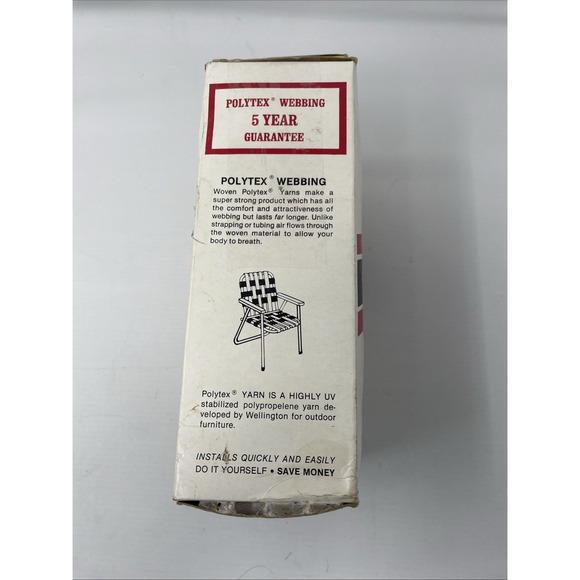 POLYTEX® WEBBING
5 YEAR
GUARANTEE
POLYTEX® WEBBING
Woven Polytex® Yarns make a
super strong product which has all
the comfort and attractiveness of
webbing but lasts far longer. Unlike
strapping or tubing air flows through
the woven material to allow your
body to breath.
Polytex® YARN IS A HIGHLY UV
stabilized polypropelene yarn de-
veloped by Wellington for outdoor
furniture.
INSTALLS QUICKLY AND EASILY
DO IT YOURSELF • SAVE MONEY